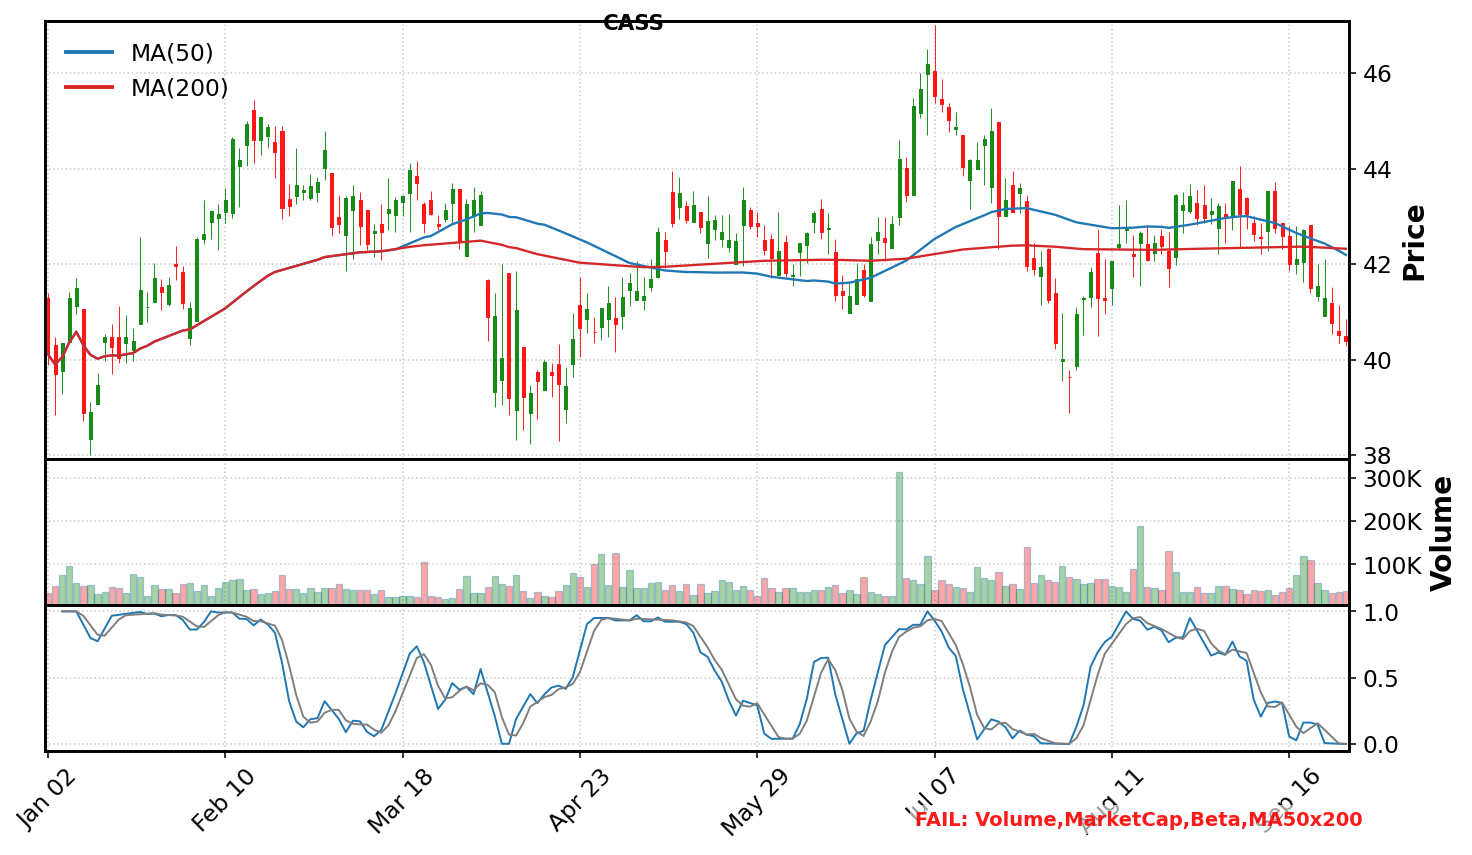 CASS
MA(50)
MA(200)
46
44
42
40
38
Price
300K
200K
100K
Volume
1.0
0.5
0.0
Jan 02
Feb 10
Mar 18
Apr 23
May 29
Jul 07
Aug 11
Sep 16
FAIL: Volume,MarketCap,Beta,MA50x200